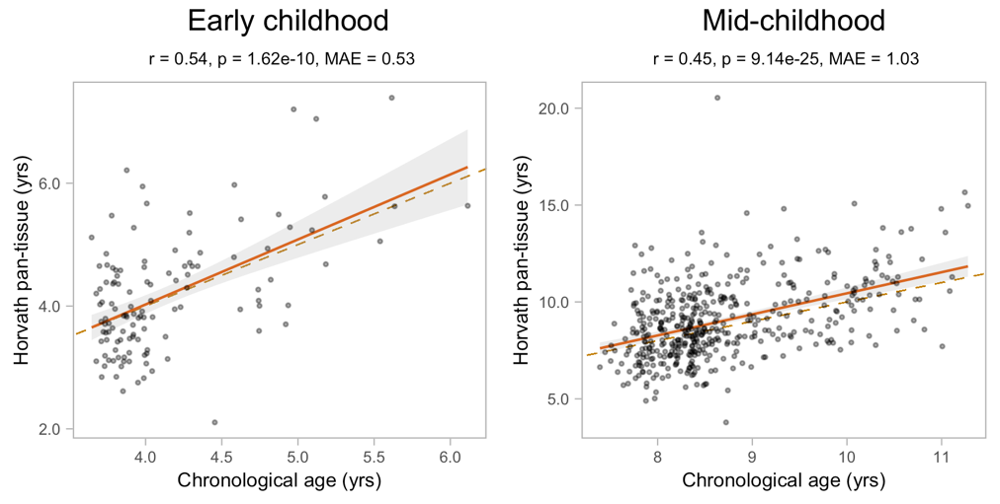 Early childhood
r = 0.54, p = 1.62e-10, MAE = 0.53
Horvath pan-tissue (yrs)
6.0
4.0
2.0
4.0 4.5 5.0 5.5 6.0
Chronological age (yrs)
Mid-childhood
r = 0.45, p = 9.14e-25, MAE = 1.03
Horvath pan-tissue (yrs)
20.0
15.0
10.0
5.0
8 9 10 11
Chronological age (yrs)